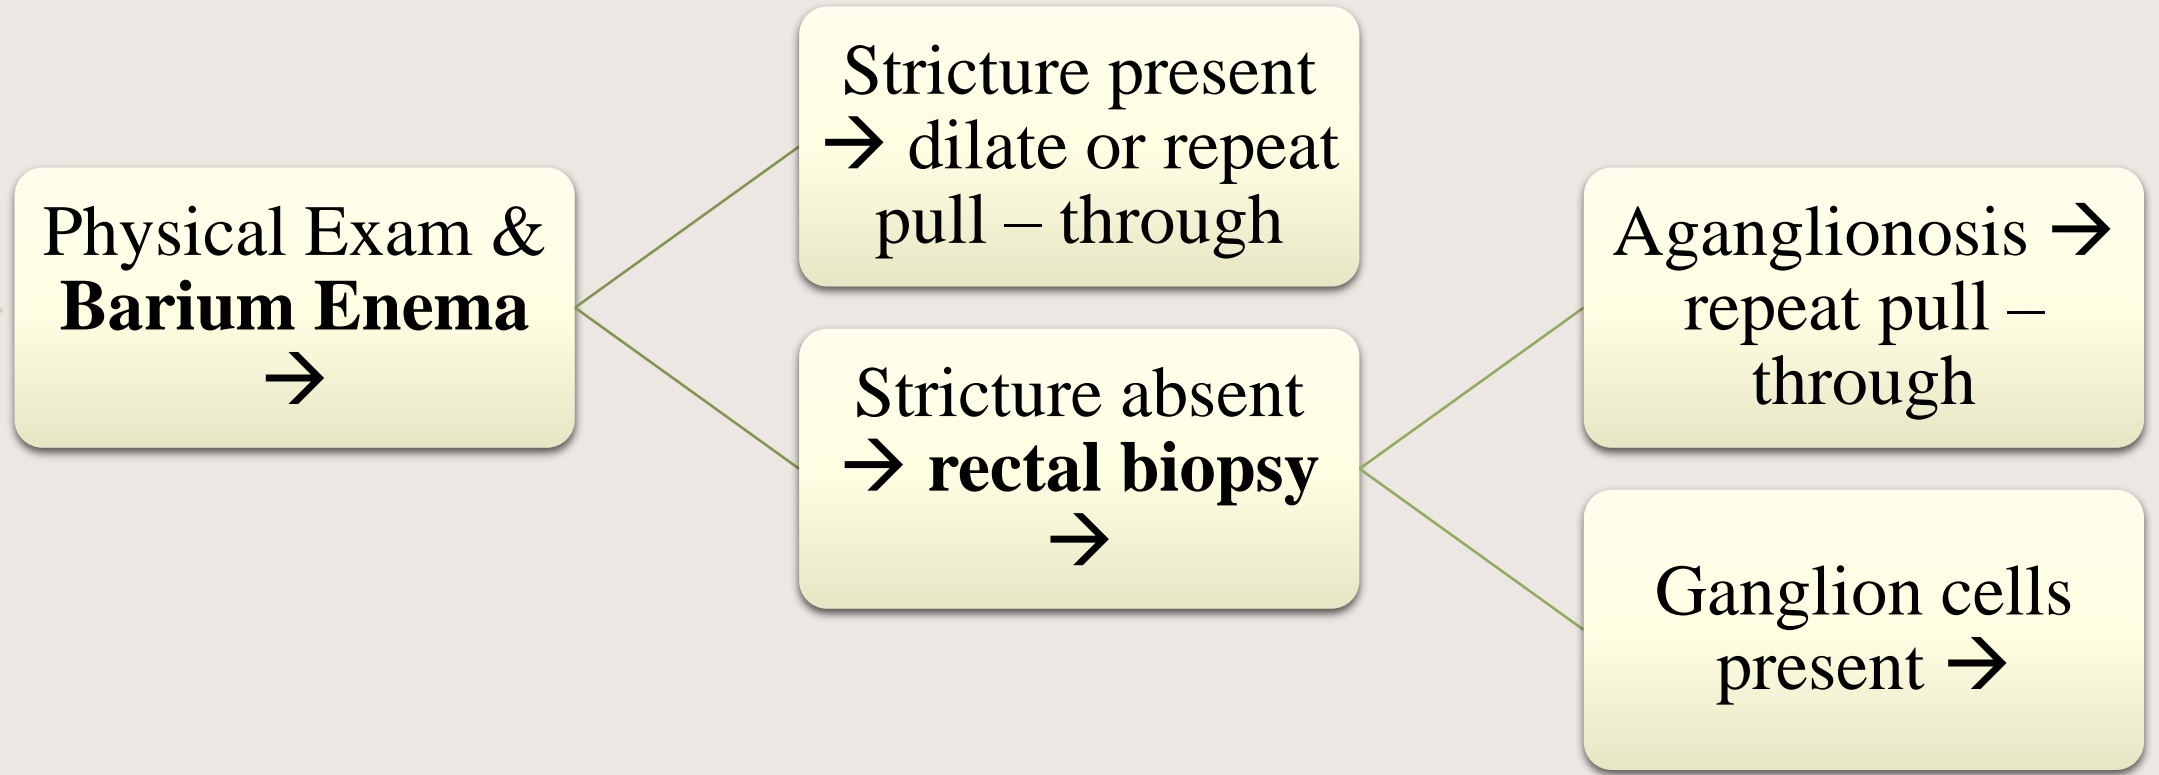 Physical Exam &
Barium Enema
→
Stricture present
→ dilate or repeat
pull – through
Stricture absent
→ rectal biopsy
→
Aganglionosis →
repeat pull –
through
Ganglion cells
present →